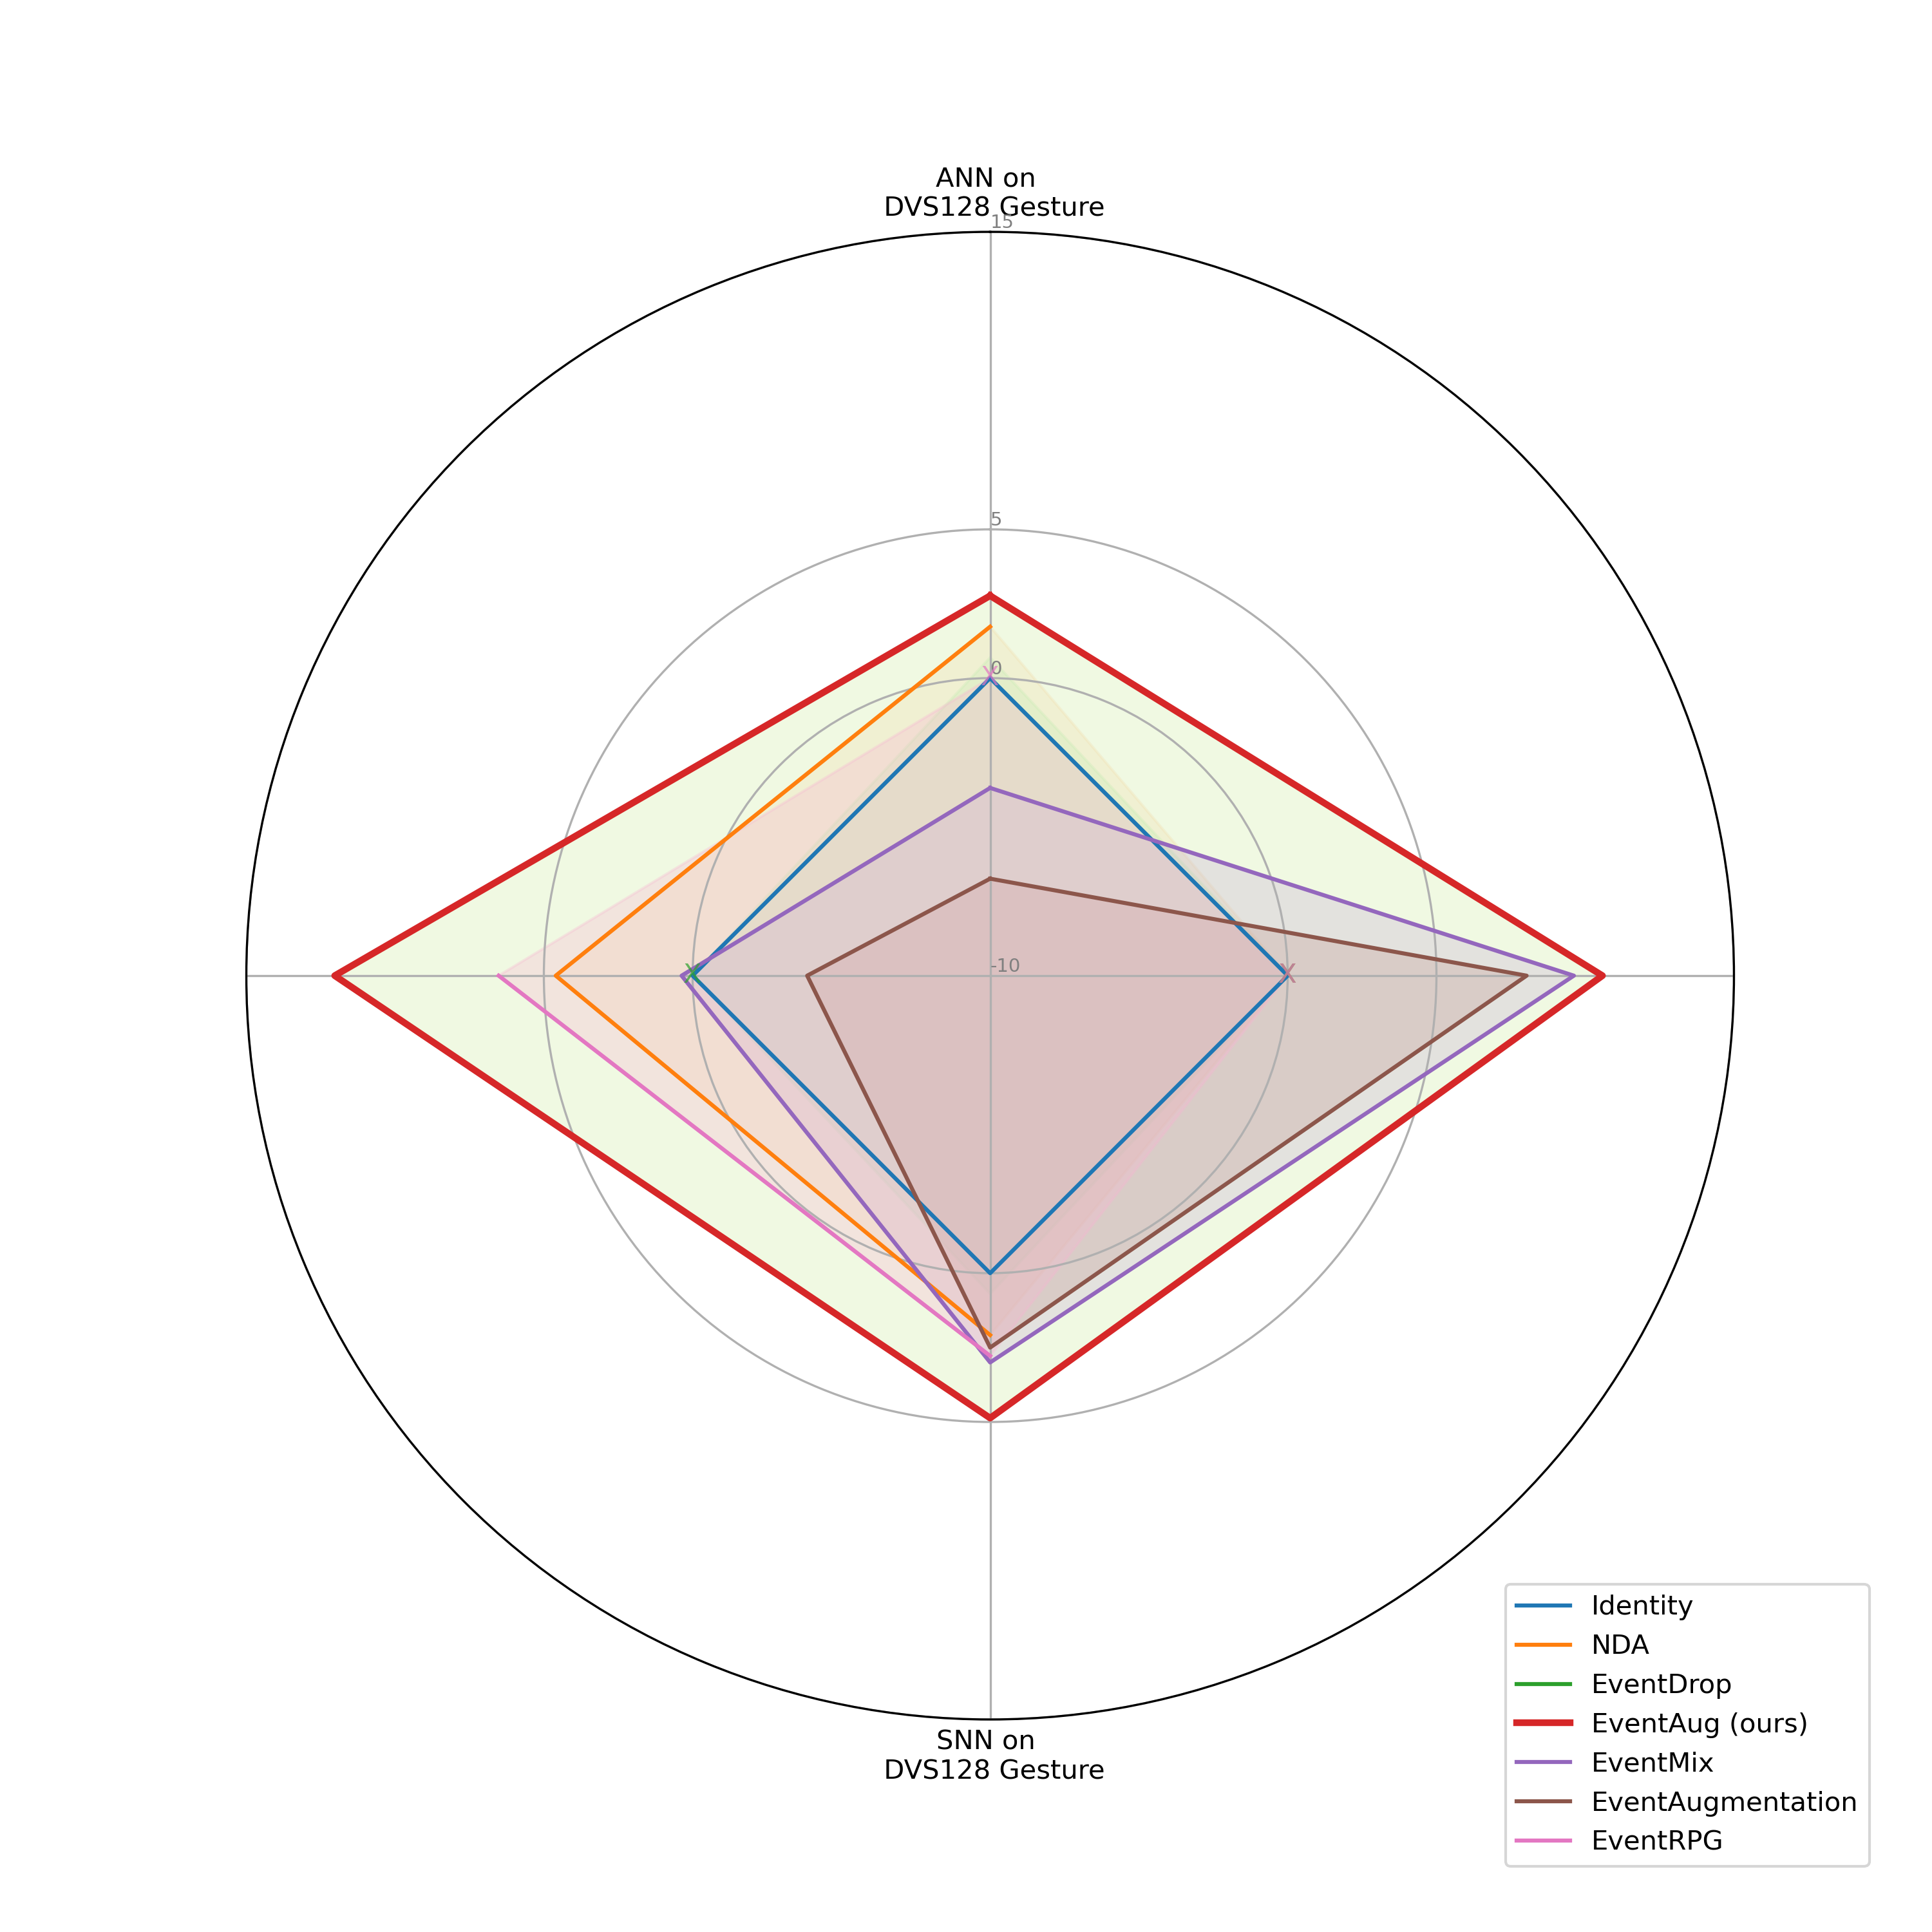 ANN on
DVS128 Gesture
15
5
0
X
X
X
-10
SNN on
DVS128 Gesture
Identity
NDA
EventDrop
EventAug (ours)
EventMix
EventAugmentation
EventRPG